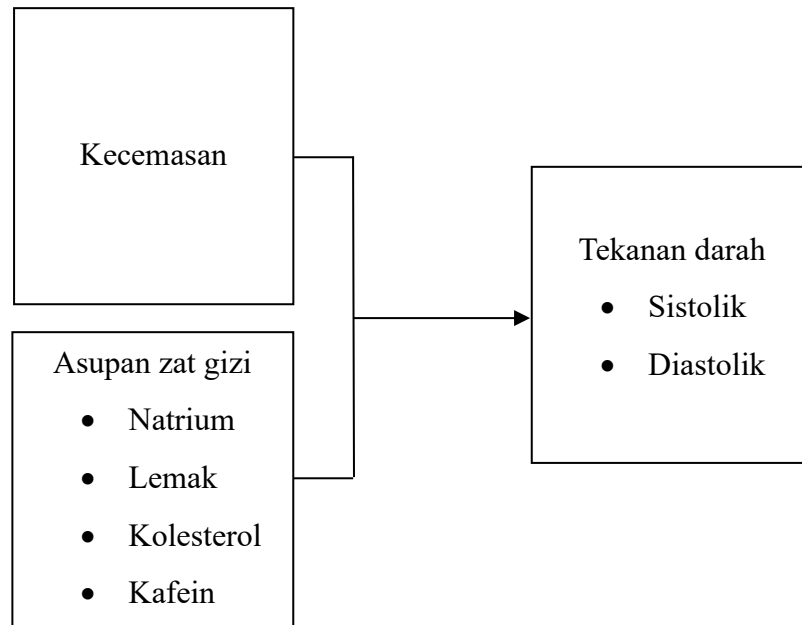 Kecemasan
Asupan zat gizi
• Natrium
• Lemak
• Kolesterol
• Kafein
Tekanan darah
• Sistolik
• Diastolik